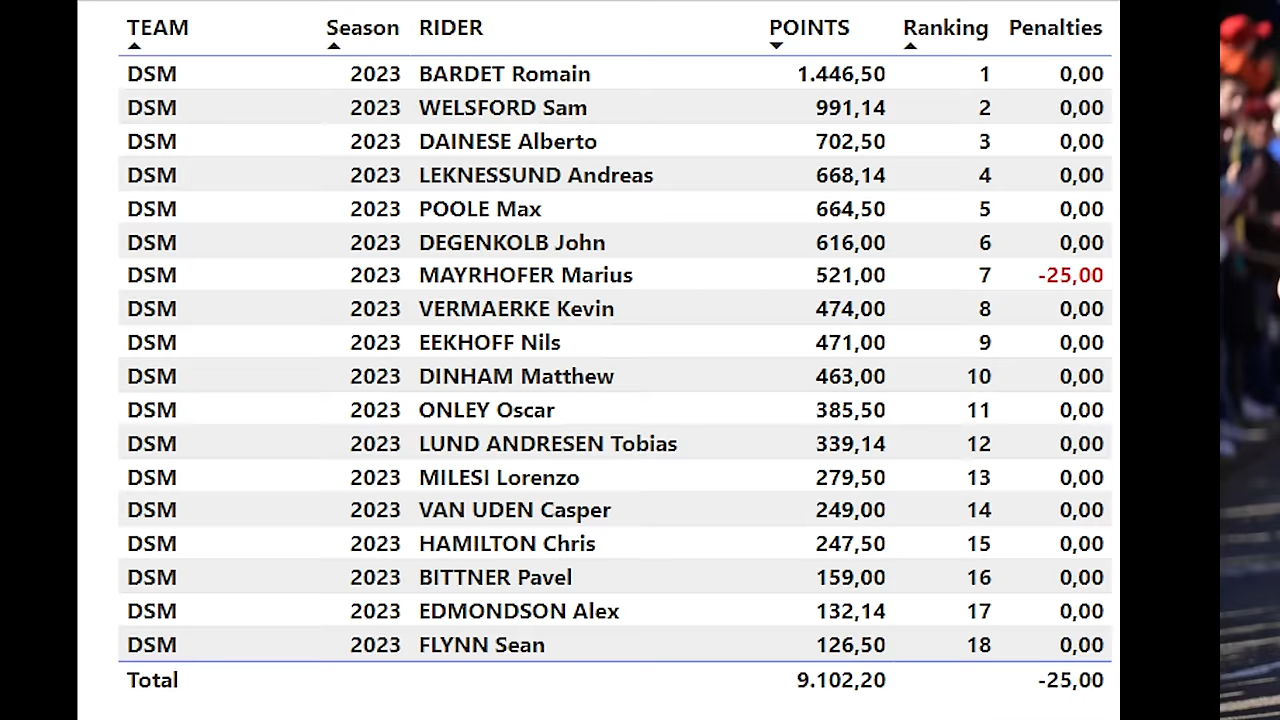 TEAM Season RIDER POINTS Ranking Penalties
DSM 2023 BARDET Romain 1.446,50 1 0,00
DSM 2023 WELSFORD Sam 991,14 2 0,00
DSM 2023 DAINESE Alberto 702,50 3 0,00
DSM 2023 LEKNESSUND Andreas 668,14 4 0,00
DSM 2023 POOLE Max 664,50 5 0,00
DSM 2023 DEGENKOLB John 616,00 6 0,00
DSM 2023 MAYRHOFER Marius 521,00 7 -25,00
DSM 2023 VERMAERKE Kevin 474,00 8 0,00
DSM 2023 EEKHOFF Nils 471,00 9 0,00
DSM 2023 DINHAM Matthew 463,00 10 0,00
DSM 2023 ONLEY Oscar 385,50 11 0,00
DSM 2023 LUND ANDRESEN Tobias 339,14 12 0,00
DSM 2023 MILESI Lorenzo 279,50 13 0,00
DSM 2023 VAN UDEN Casper 249,00 14 0,00
DSM 2023 HAMILTON Chris 247,50 15 0,00
DSM 2023 BITTNER Pavel 159,00 16 0,00
DSM 2023 EDMONDSON Alex 132,14 17 0,00
DSM 2023 FLYNN Sean 126,50 18 0,00
Total 9.102,20 -25,00